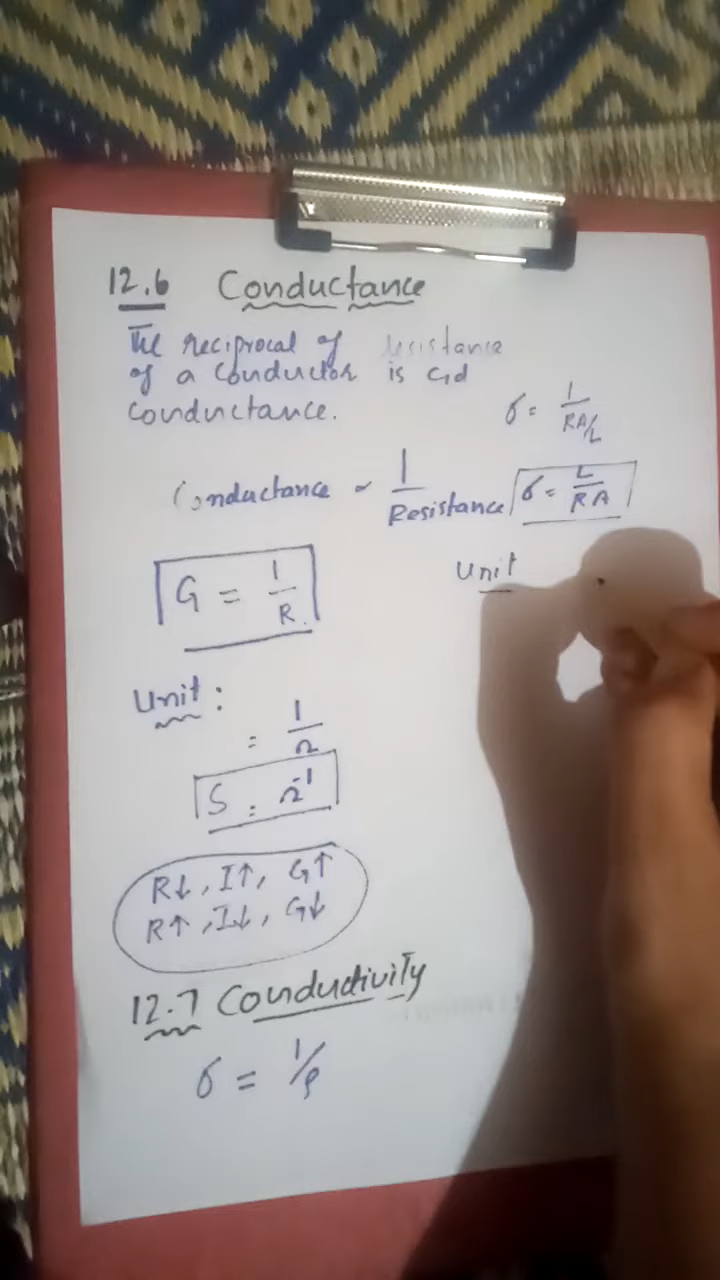 12.6 Conductance
The reciprocal of resistance
of a conductor is c,d
conductance.
Conductance ∝ 1/Resistance
G = 1/R.
Unit :
= 1/Ω
S = Ω⁻¹
R↓, I↑, G↑
R↑, I↓, G↓
12.7 Conductivity
σ = 1/ρ
σ = 1/RA/L
σ = L/RA
Unit